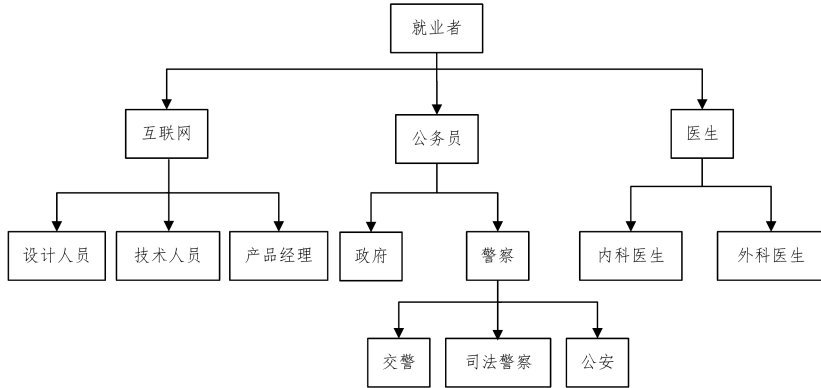 就业者
互联网
公务员
医生
设计人员
技术人员
产品经理
政府
警察
内科医生
外科医生
交警
司法警察
公安